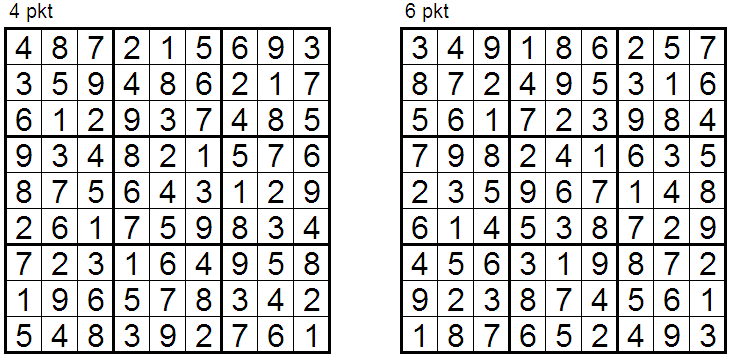 4 pkt
4 8 7 2 1 5 6 9 3
3 5 9 4 8 6 2 1 7
6 1 2 9 3 7 4 8 5
9 3 4 8 2 1 5 7 6
8 7 5 6 4 3 1 2 9
2 6 1 7 5 9 8 3 4
7 2 3 1 6 4 9 5 8
1 9 6 5 7 8 3 4 2
5 4 8 3 9 2 7 6 1
6 pkt
3 4 9 1 8 6 2 5 7
8 7 2 4 9 5 3 1 6
5 6 1 7 2 3 9 8 4
7 9 8 2 4 1 6 3 5
2 3 5 9 6 7 1 4 8
6 1 4 5 3 8 7 2 9
4 5 6 3 1 9 8 7 2
9 2 3 8 7 4 5 6 1
1 8 7 6 5 2 4 9 3